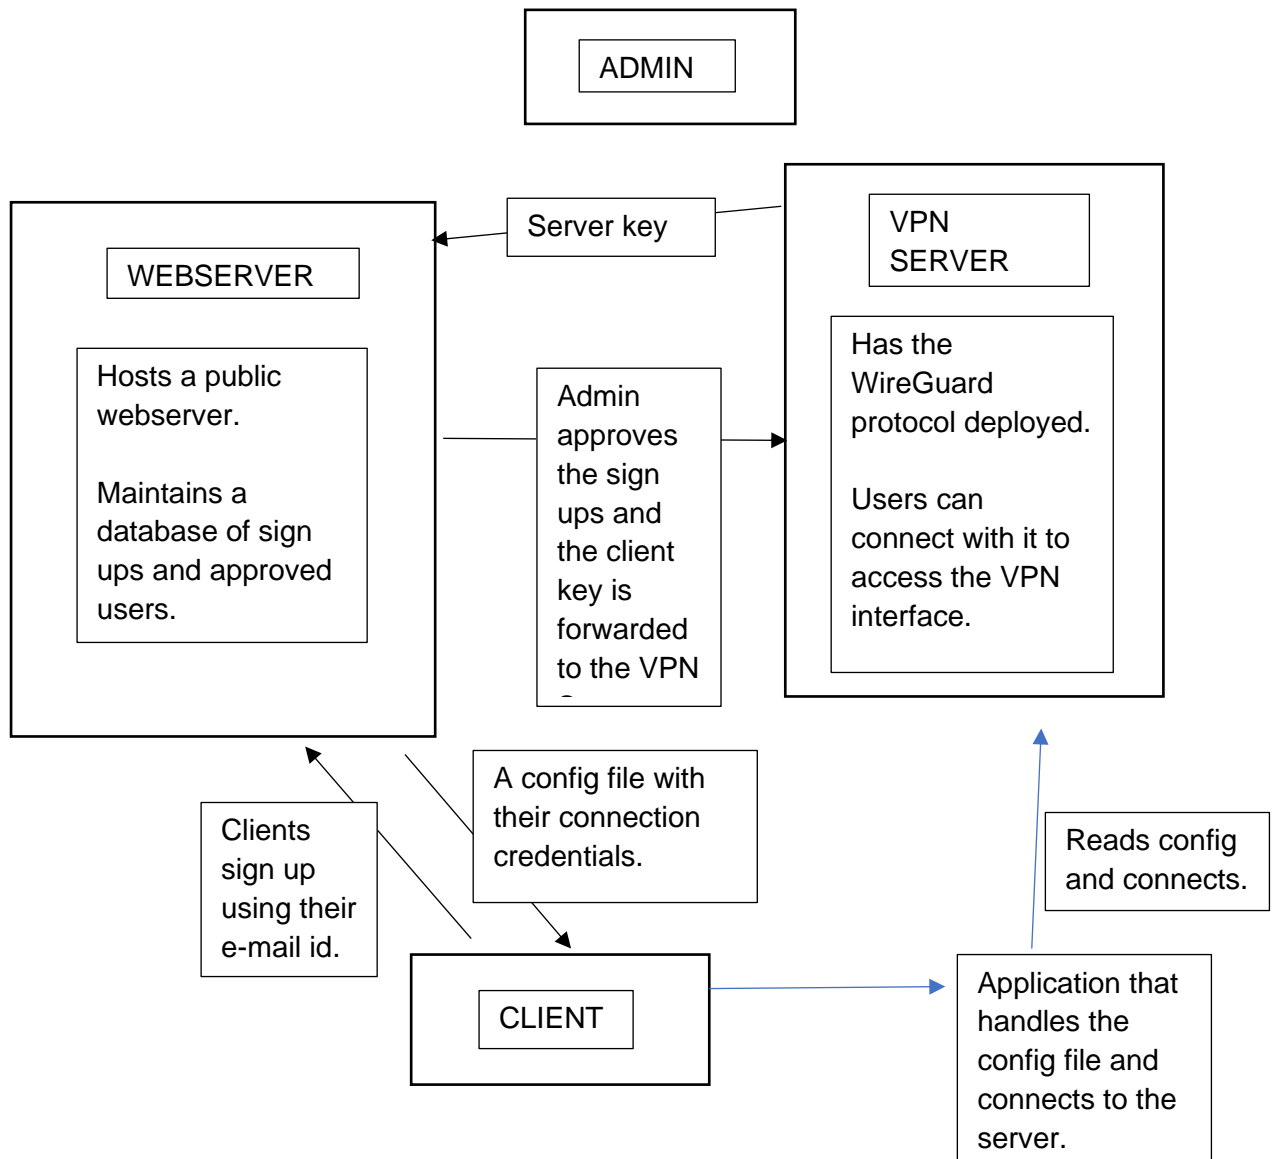 ADMIN
Server key
VPN
SERVER
WEBSERVER
Hosts a public
webserver.
Maintains a
database of sign
ups and approved
users.
Admin
approves
the sign
ups and
the client
key is
forwarded
to the VPN
Has the
WireGuard
protocol deployed.
Users can
connect with it to
access the VPN
interface.
Clients
sign up
using their
e-mail id.
A config file with
their connection
credentials.
Reads config
and connects.
CLIENT
Application that
handles the
config file and
connects to the
server.